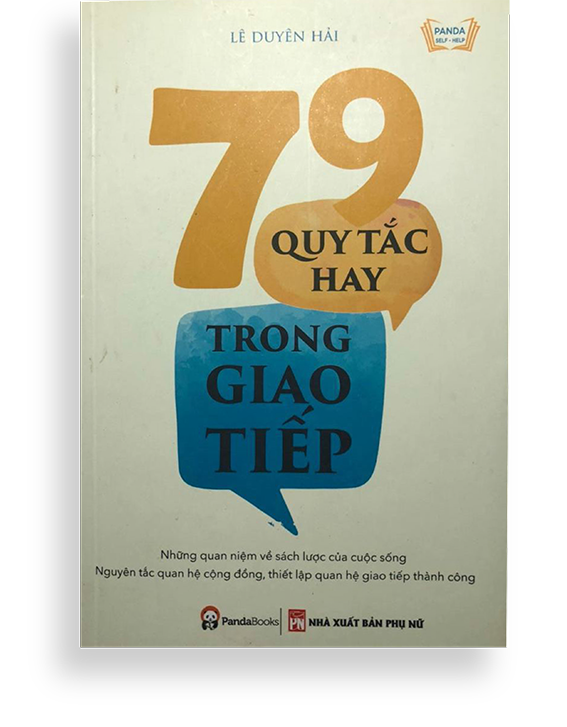 LÊ DUYÊN HẢI
PANDA
SELF - HELP
79
QUY TẮC
HAY
TRONG
GIAO
TIẾP
Những quan niệm về sách lược của cuộc sống
Nguyên tắc quan hệ cộng đồng, thiết lập quan hệ giao tiếp thành công
PandaBooks
PN NHÀ XUẤT BẢN PHỤ NỮ